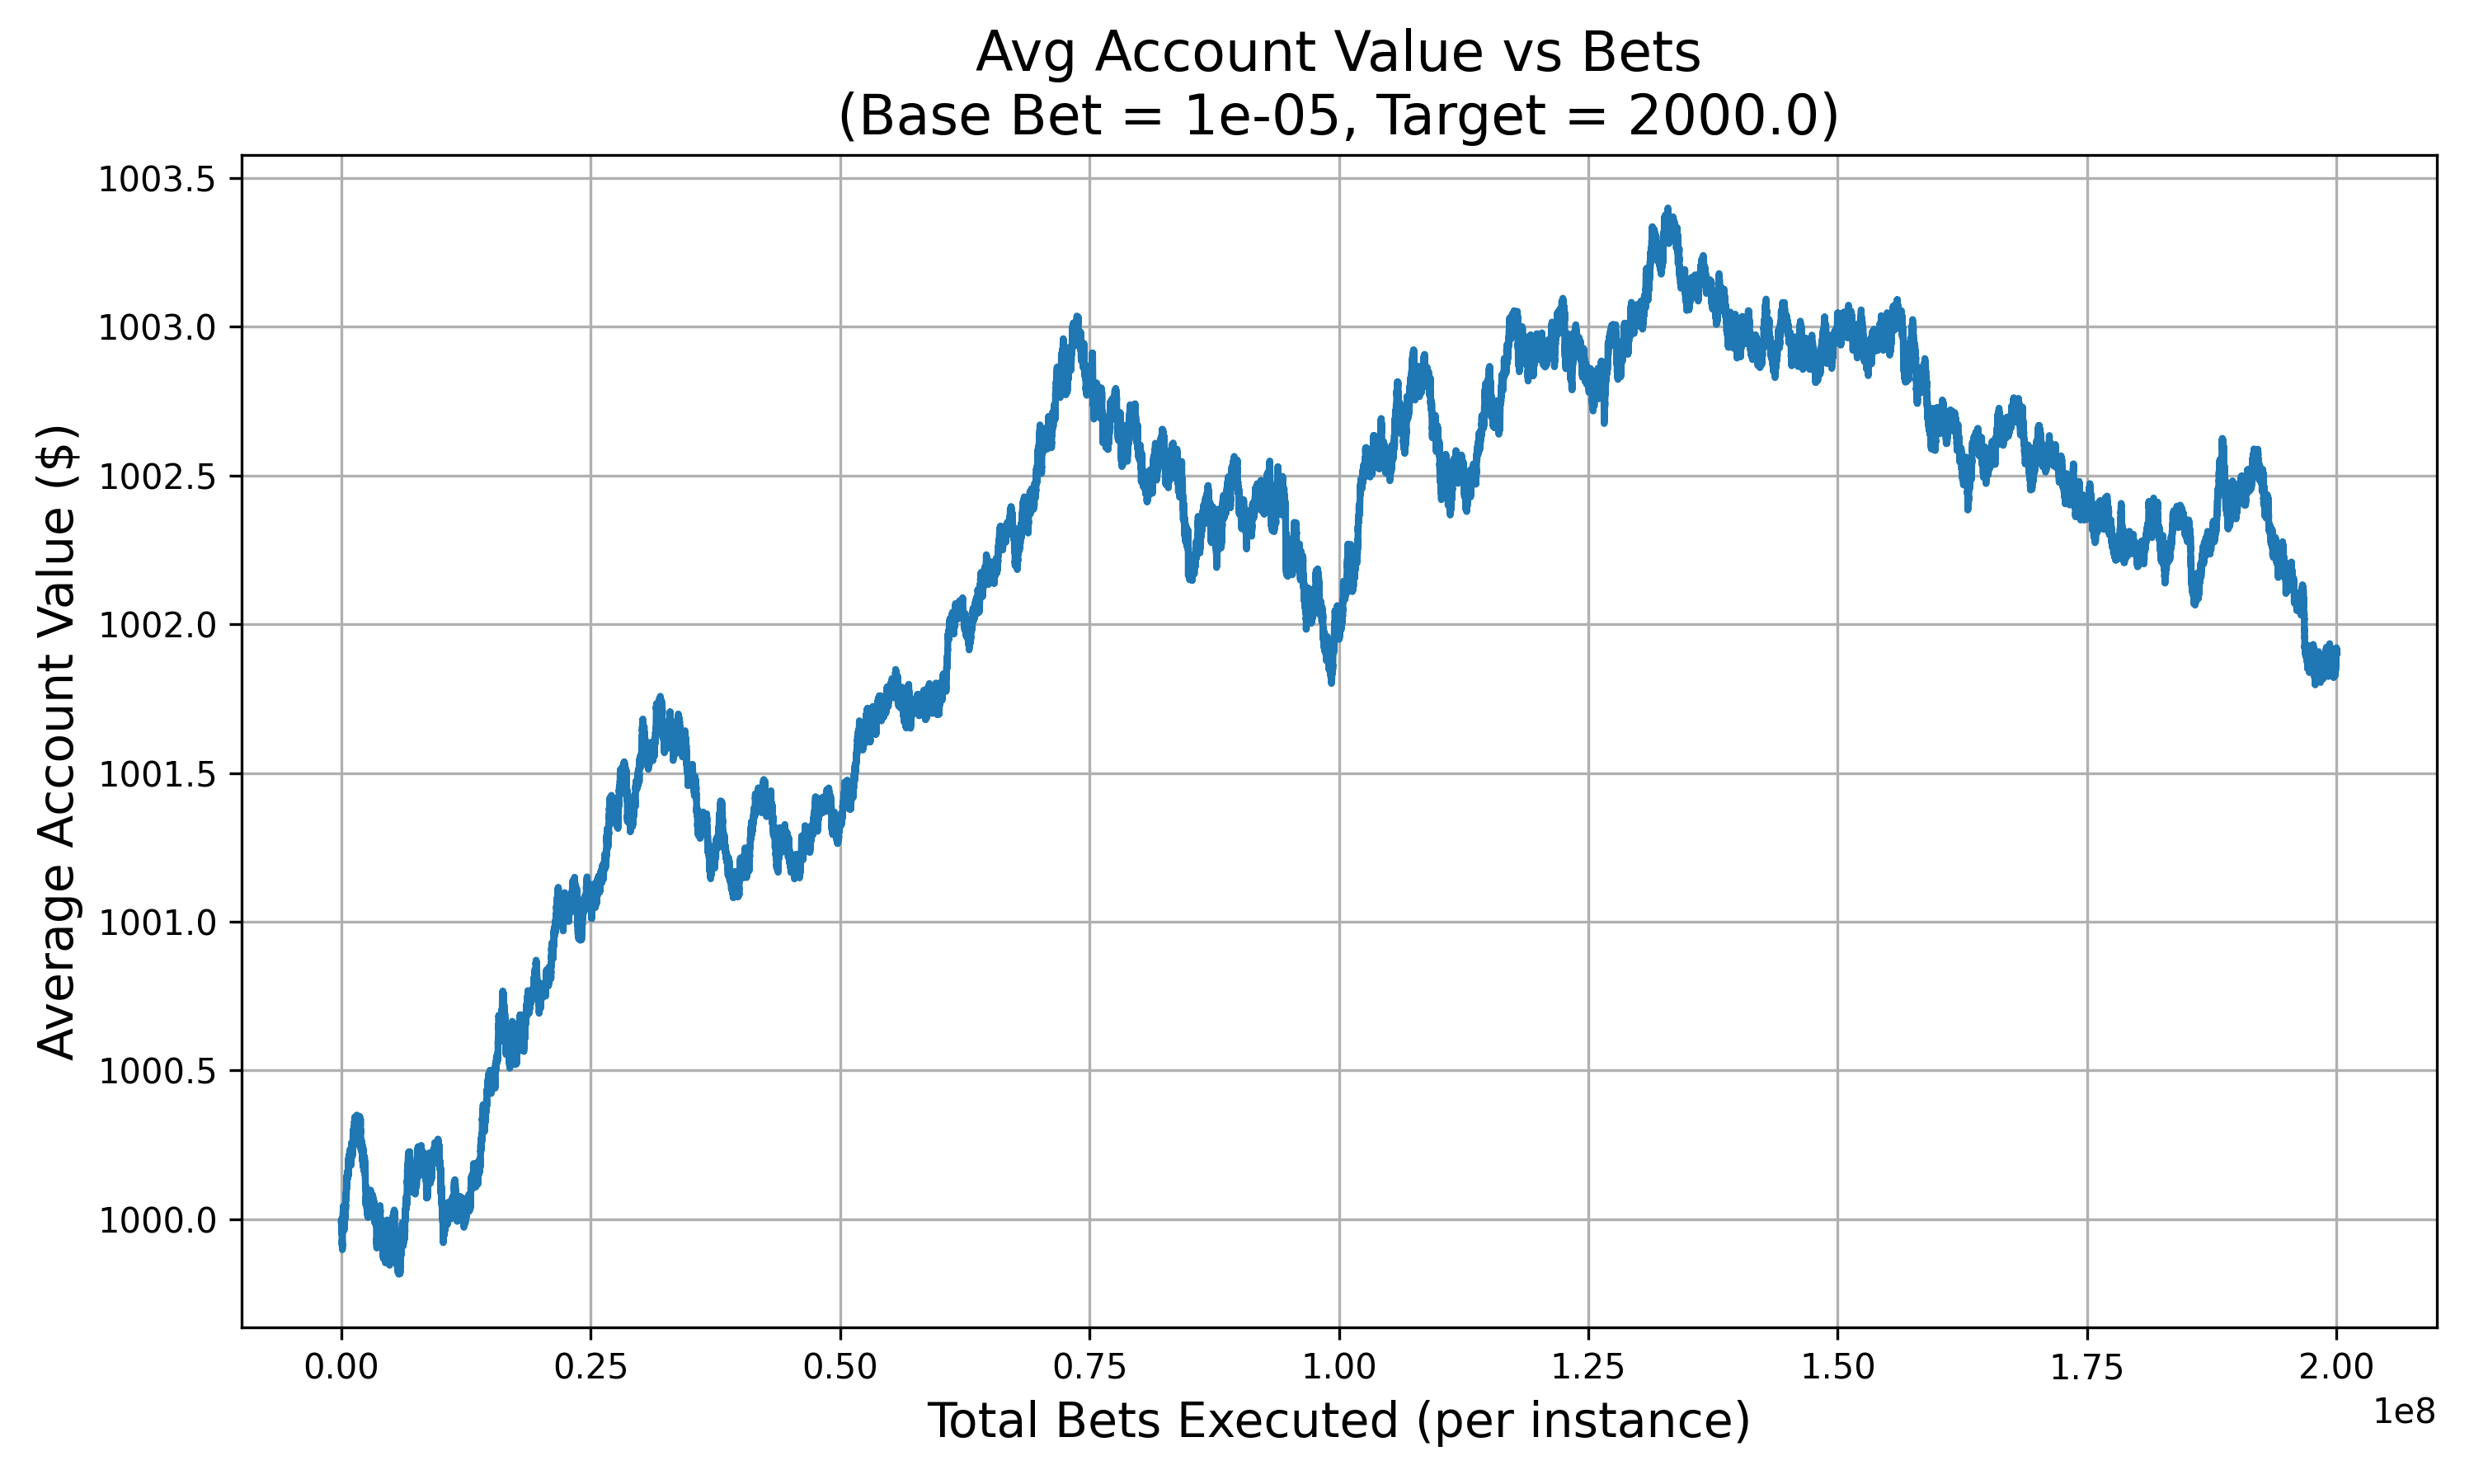 Avg Account Value vs Bets
(Base Bet = 1e-05, Target = 2000.0)
Average Account Value ($)
1003.5
1003.0
1002.5
1002.0
1001.5
1001.0
1000.5
1000.0
0.00 0.25 0.50 0.75 1.00 1.25 1.50 1.75 2.00
1e8
Total Bets Executed (per instance)